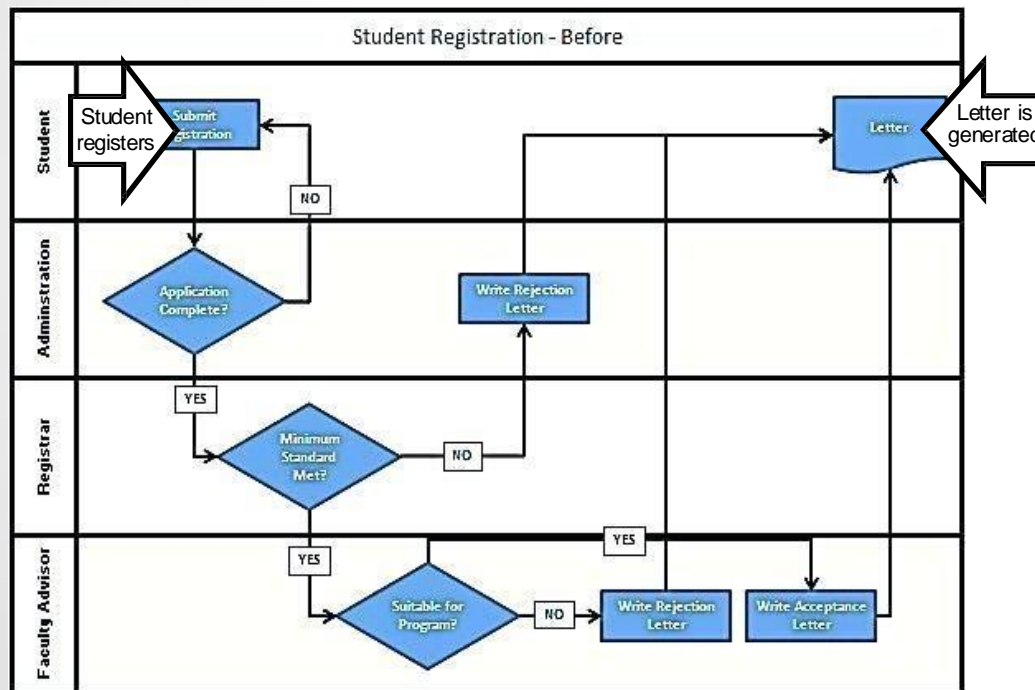 Student Registration - Before
Student
Student
registers
Submit
gistration
NO
Letter
Letter is
generated
Adminstration
Application
Complete?
Write Rejection
Letter
YES
Registrar
Minimum
Standard
Met?
NO
YES
Faculty Advisor
YES
Suitable for
Program?
NO
Write Rejection
Letter
Write Acceptance
Letter